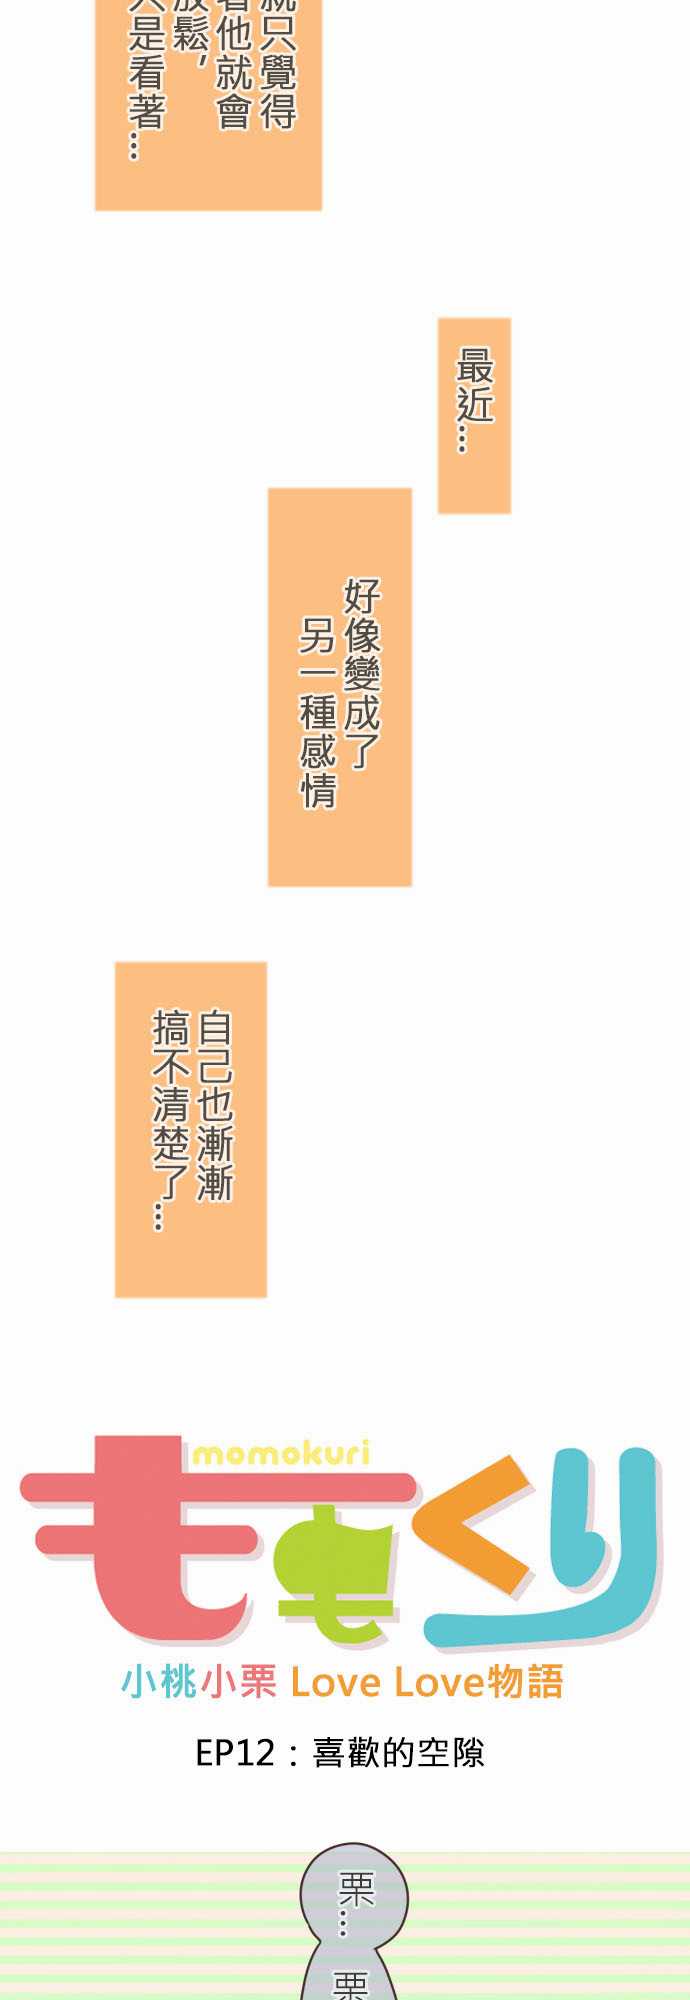 就只覺得
著他就會
放鬆,
只是看著…
最近…
好像變成了
另一種感情
自己也漸漸
搞不清楚了…
momokuri
ももくり
小桃小栗 Love Love物語
EP12：喜歡的空隙
栗…
栗